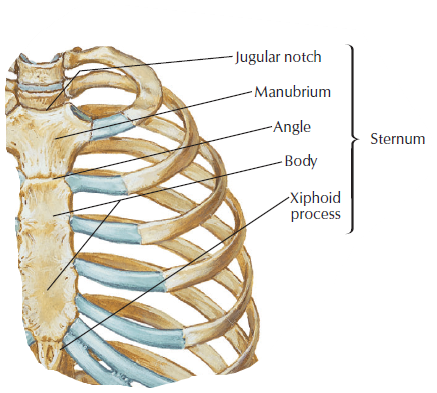 Jugular notch
Manubrium
Angle
Sternum
Body
Xiphoid
process